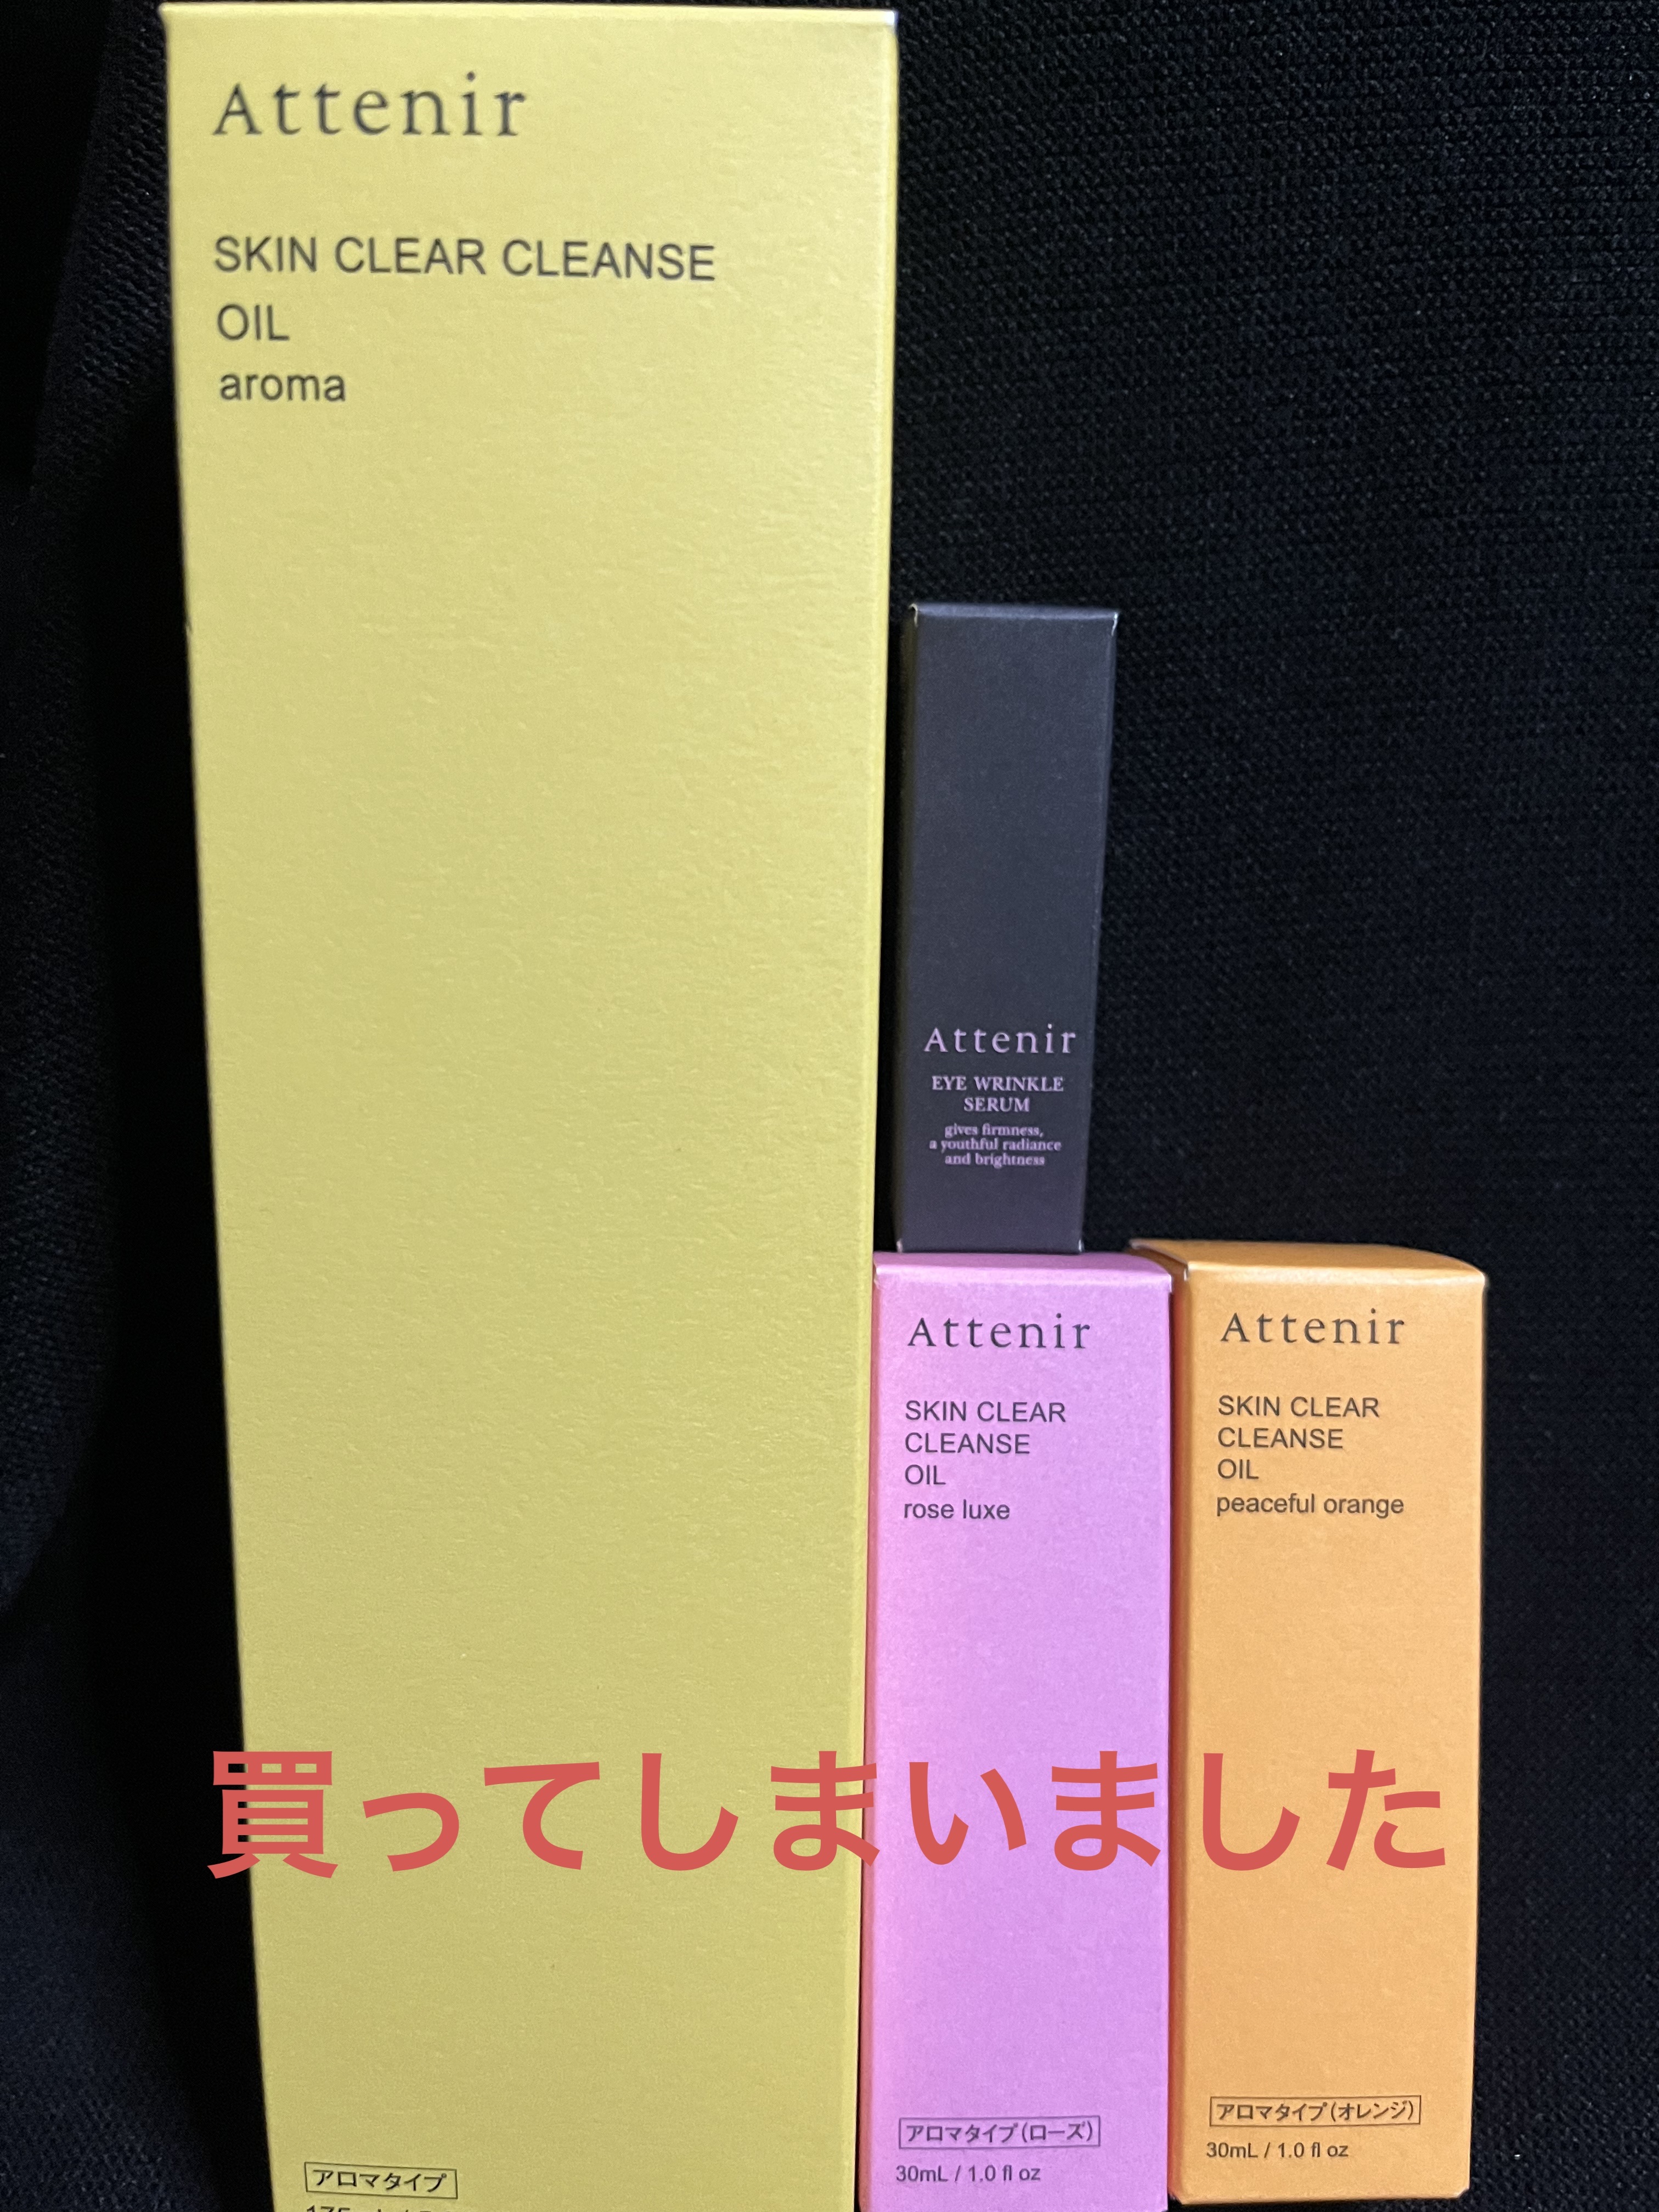 Attenir
SKIN CLEAR CLEANSE
OIL
aroma
アロマタイプ
Attenir
EYE WRINKLE
SERUM
gives firmness,
a youthful radiance
and brightness
Attenir
SKIN CLEAR
CLEANSE
OIL
rose luxe
アロマタイプ(ローズ)
30mL / 1.0 fl oz
Attenir
SKIN CLEAR
CLEANSE
OIL
peaceful orange
アロマタイプ(オレンジ)
30mL / 1.0 fl oz
買ってしまいました